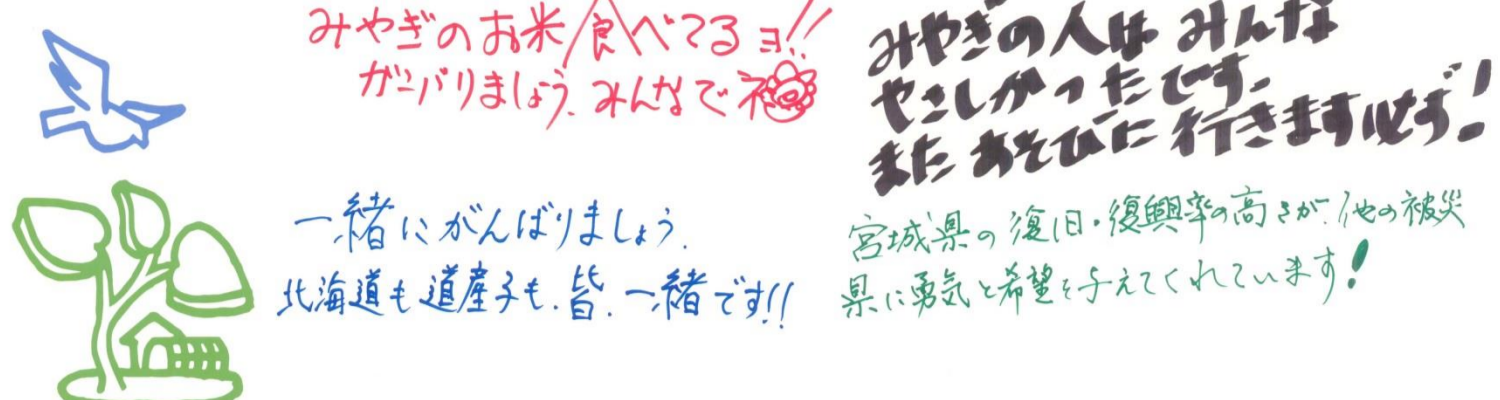 みやぎのお米食べてるヨ!!
ガンバりましょう、みんなでネ
みやぎの人は みんな
やさしかったです。
また あそびに 行きます必ず!
一緒にがんばりましょう。
北海道も道産子も、皆、一緒です!!
宮城県の復旧・復興率の高さが、他の被災
県に勇気と希望を与えてくれています!